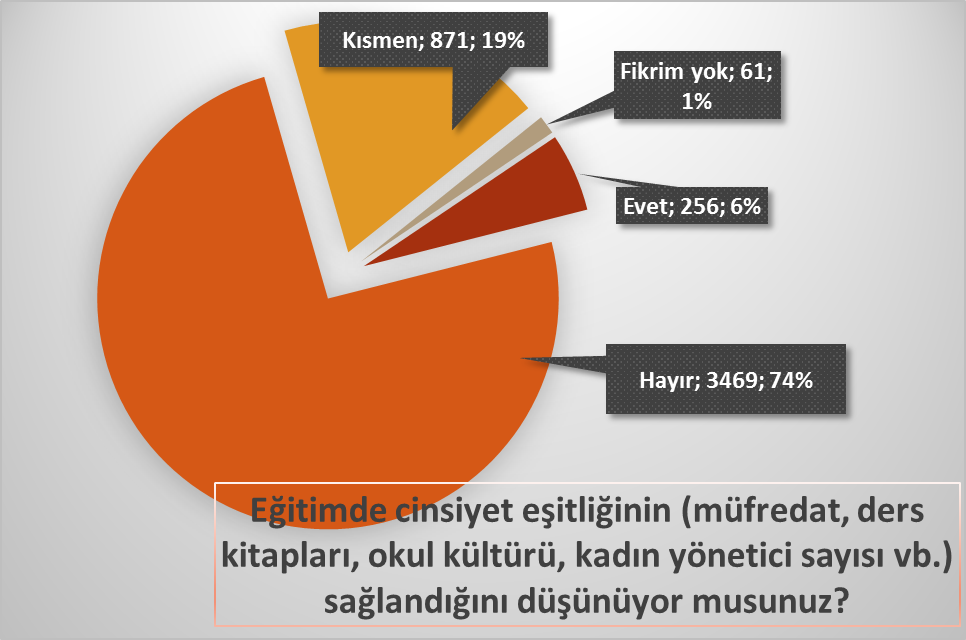 Kısmen; 871; 19%
Fikrim yok; 61;
1%
Evet; 256; 6%
Hayır; 3469; 74%
Eğitimde cinsiyet eşitliğinin (müfredat, ders
kitapları, okul kültürü, kadın yönetici sayısı vb.)
sağlandığını düşünüyor musunuz?